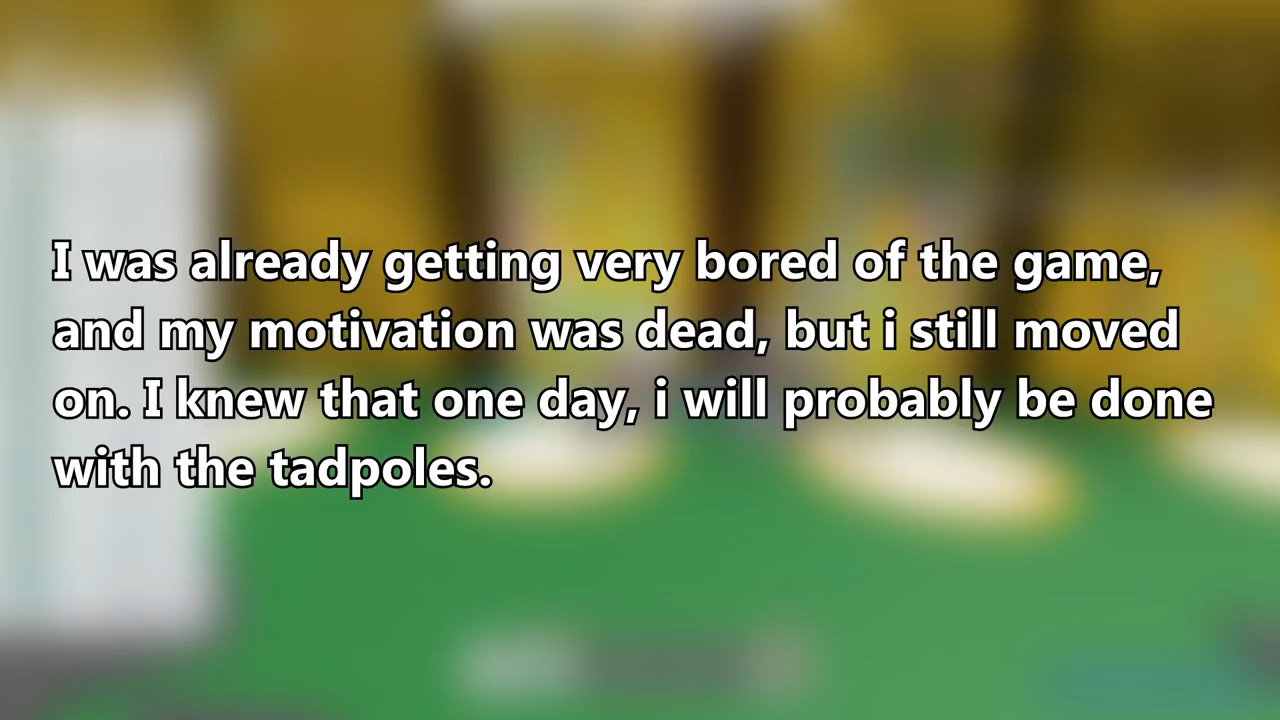 I was already getting very bored of the game,
and my motivation was dead, but i still moved
on. I knew that one day, i will probably be done
with the tadpoles.